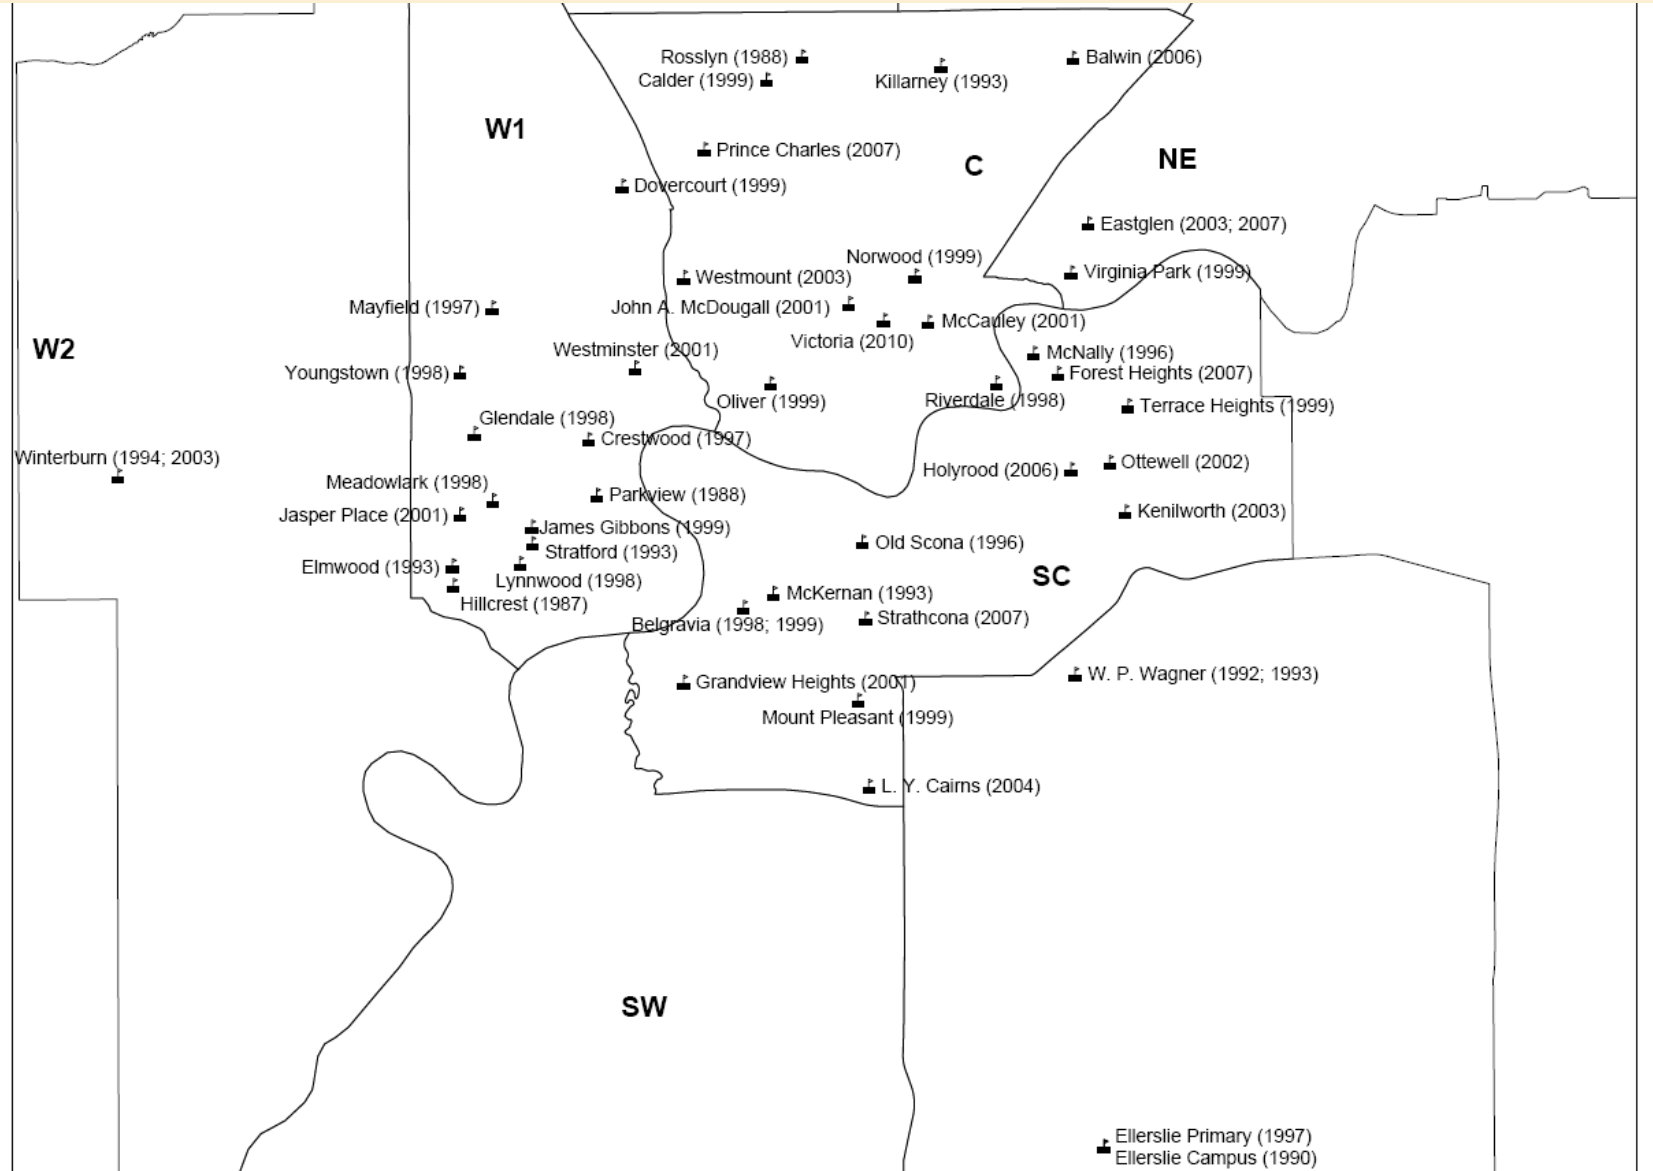 Rosslyn (1988)
Balwin (2006)
Calder (1999)
Killarney (1993)
W1
Prince Charles (2007)
C
NE
Dovercourt (1999)
Eastglen (2003; 2007)
Norwood (1999)
Westmount (2003)
Virginia Park (1999)
Mayfield (1997)
John A. McDougall (2001)
McCauley (2001)
Victoria (2010)
W2
Westminster (2001)
McNally (1996)
Youngstown (1998)
Forest Heights (2007)
Oliver (1999)
Riverdale (1998)
Terrace Heights (1999)
Glendale (1998)
Crestwood (1997)
Winterburn (1994; 2003)
Holyrood (2006)
Ottewell (2002)
Meadowlark (1998)
Parkview (1988)
Jasper Place (2001)
Kenilworth (2003)
James Gibbons (1999)
Old Scona (1996)
Stratford (1993)
Elmwood (1993)
Lynnwood (1998)
SC
Hillcrest (1987)
McKernan (1993)
Belgravia (1998; 1999)
Strathcona (2007)
Grandview Heights (2001)
W. P. Wagner (1992; 1993)
Mount Pleasant (1999)
L. Y. Cairns (2004)
SW
Ellerslie Primary (1997)
Ellerslie Campus (1990)